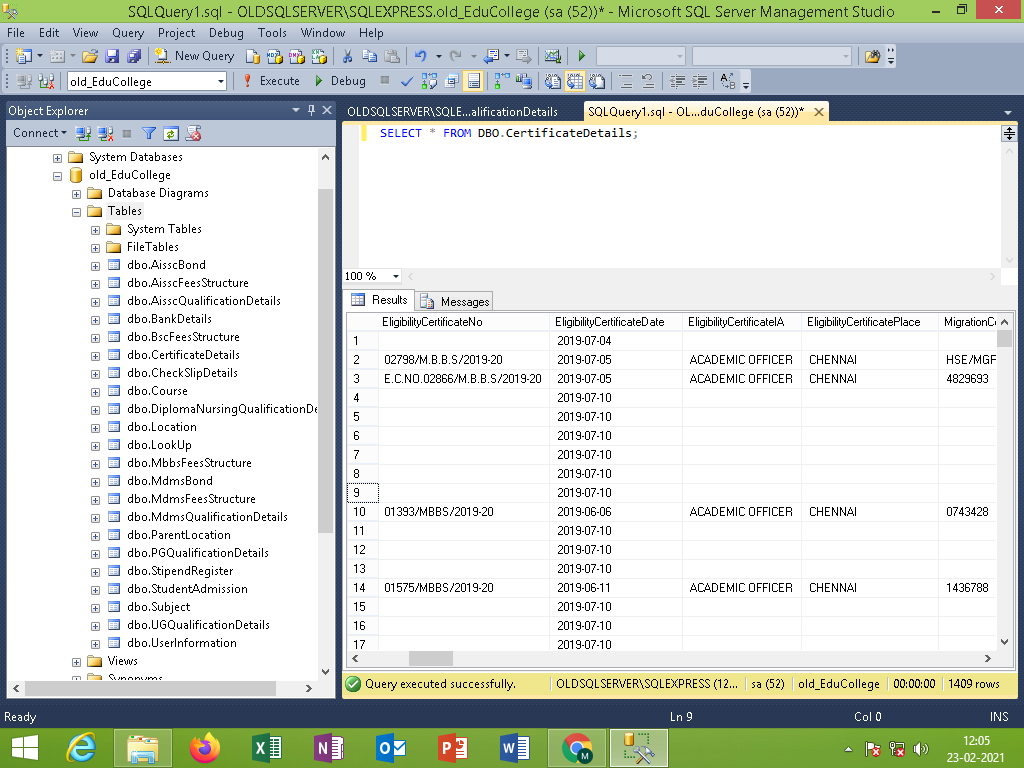 SQLQuery1.sql - OLDSQLSERVER\SQLEXPRESS.old_EduCollege (sa (52))* - Microsoft SQL Server Management Studio
File Edit View Query Project Debug Tools Window Help
New Query
old_EduCollege Execute Debug
Object Explorer
Connect
System Databases
old_EduCollege
Database Diagrams
Tables
System Tables
FileTables
dbo.AisscBond
dbo.AisscFeesStructure
dbo.AisscQualificationDetails
dbo.BankDetails
dbo.BscFeesStructure
dbo.CertificateDetails
dbo.CheckSlipDetails
dbo.Course
dbo.DiplomaNursingQualificationDe
dbo.Location
dbo.LookUp
dbo.MbbsFeesStructure
dbo.MdmsBond
dbo.MdmsFeesStructure
dbo.MdmsQualificationDetails
dbo.ParentLocation
dbo.PGQualificationDetails
dbo.StipendRegister
dbo.StudentAdmission
dbo.Subject
dbo.UGQualificationDetails
dbo.UserInformation
Views
Synonyms
OLDSQLSERVER\SQLE...alificationDetails SQLQuery1.sql - OL...duCollege (sa (52))*
SELECT * FROM DBO.CertificateDetails;
100 %
Results Messages
EligibilityCertificateNo EligibilityCertificateDate EligibilityCertificateIA EligibilityCertificatePlace MigrationCe
1 2019-07-04
2 02798/M.B.B.S/2019-20 2019-07-05 ACADEMIC OFFICER CHENNAI HSE/MGF
3 E.C.NO.02866/M.B.B.S/2019-20 2019-07-05 ACADEMIC OFFICER CHENNAI 4829693
4 2019-07-10
5 2019-07-10
6 2019-07-10
7 2019-07-10
8 2019-07-10
9 2019-07-10
10 01393/MBBS/2019-20 2019-06-06 ACADEMIC OFFICER CHENNAI 0743428
11 2019-07-10
12 2019-07-10
13 2019-07-10
14 01575/MBBS/2019-20 2019-06-11 ACADEMIC OFFICER CHENNAI 1436788
15 2019-07-10
16 2019-07-10
17 2019-07-10
Query executed successfully. OLDSQLSERVER\SQLEXPRESS (12... sa (52) old_EduCollege 00:00:00 1409 rows
Ready Ln 9 Col 0 INS
12:05
23-02-2021